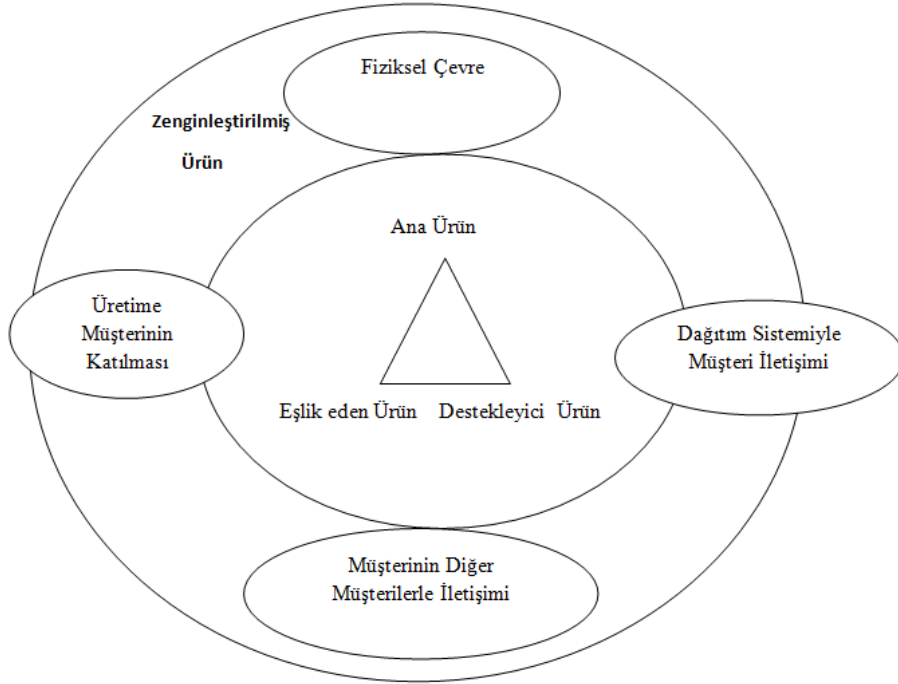 Fiziksel Çevre
Zenginleştirilmiş
Ürün
Ana Ürün
Üretime
Müşterinin
Katılması
Dağıtım Sistemiyle
Müşteri İletişimi
Eşlik eden Ürün Destekleyici Ürün
Müşterinin Diğer
Müşterilerle İletişimi